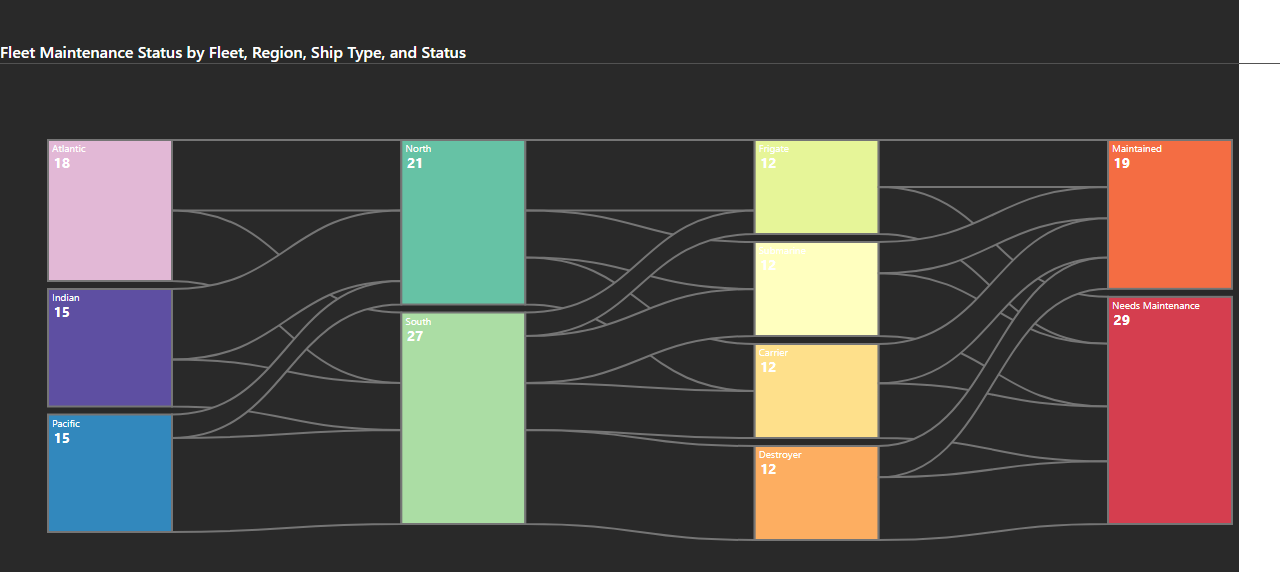 Fleet Maintenance Status by Fleet, Region, Ship Type, and Status
Atlantic
18
North
21
Frigate
12
Maintained
19
12
Indian
15
Needs Maintenance
29
South
27
Carrier
12
Pacific
15
Destroyer
12